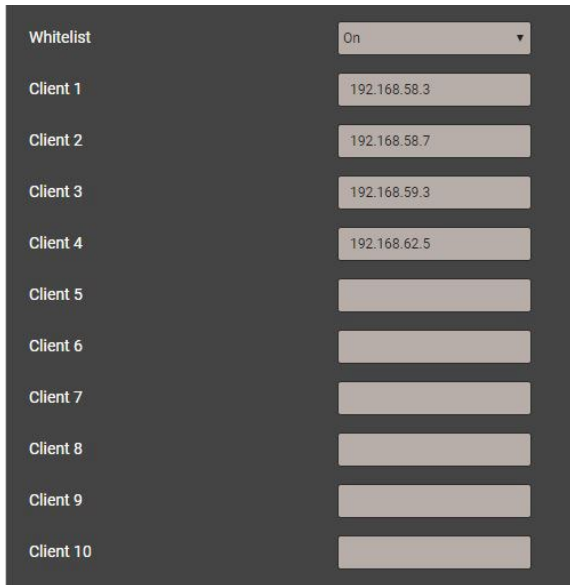 Whitelist On
Client 1 192.168.58.3
Client 2 192.168.58.7
Client 3 192.168.59.3
Client 4 192.168.62.5
Client 5
Client 6
Client 7
Client 8
Client 9
Client 10